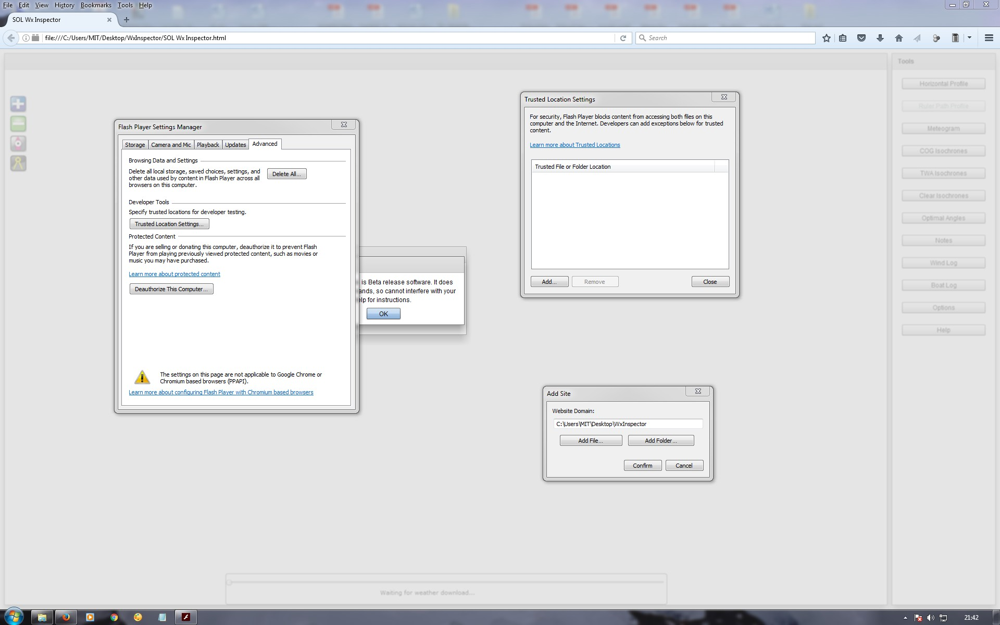 File Edit View History Bookmarks Tools Help
SOL Wx Inspector
file:///C:/Users/MIT/Desktop/WxInspector/SOL Wx Inspector.html
Search
Tools
Horizontal Profile
Ruler Path Profile
Meteogram
COG Isochrones
TWA Isochrones
Clear Isochrones
Optimal Angles
Notes
Wind Log
Boat Log
Options
Help
Flash Player Settings Manager
Storage Camera and Mic Playback Updates Advanced
Browsing Data and Settings
Delete all local storage, saved choices, settings, and
other data used by content in Flash Player across all
browsers on this computer.
Delete All...
Developer Tools
Specify trusted locations for developer testing.
Trusted Location Settings...
Protected Content
If you are selling or donating this computer, deauthorize it to prevent Flash
Player from playing previously viewed protected content, such as movies or
music you may have purchased.
Learn more about protected content
Deauthorize This Computer...
The settings on this page are not applicable to Google Chrome or
Chromium based browsers (PPAPI).
Learn more about configuring Flash Player with Chromium based browsers
is Beta release software. It does
ands, so cannot interfere with your
elp for instructions.
OK
Trusted Location Settings
For security, Flash Player blocks content from accessing both files on this
computer and the Internet. Developers can add exceptions below for trusted
content.
Learn more about Trusted Locations
Trusted File or Folder Location
Add... Remove Close
Add Site
Website Domain:
C:\Users\MIT\Desktop\WxInspector
Add File... Add Folder...
Confirm Cancel
Waiting for weather download...
21:42